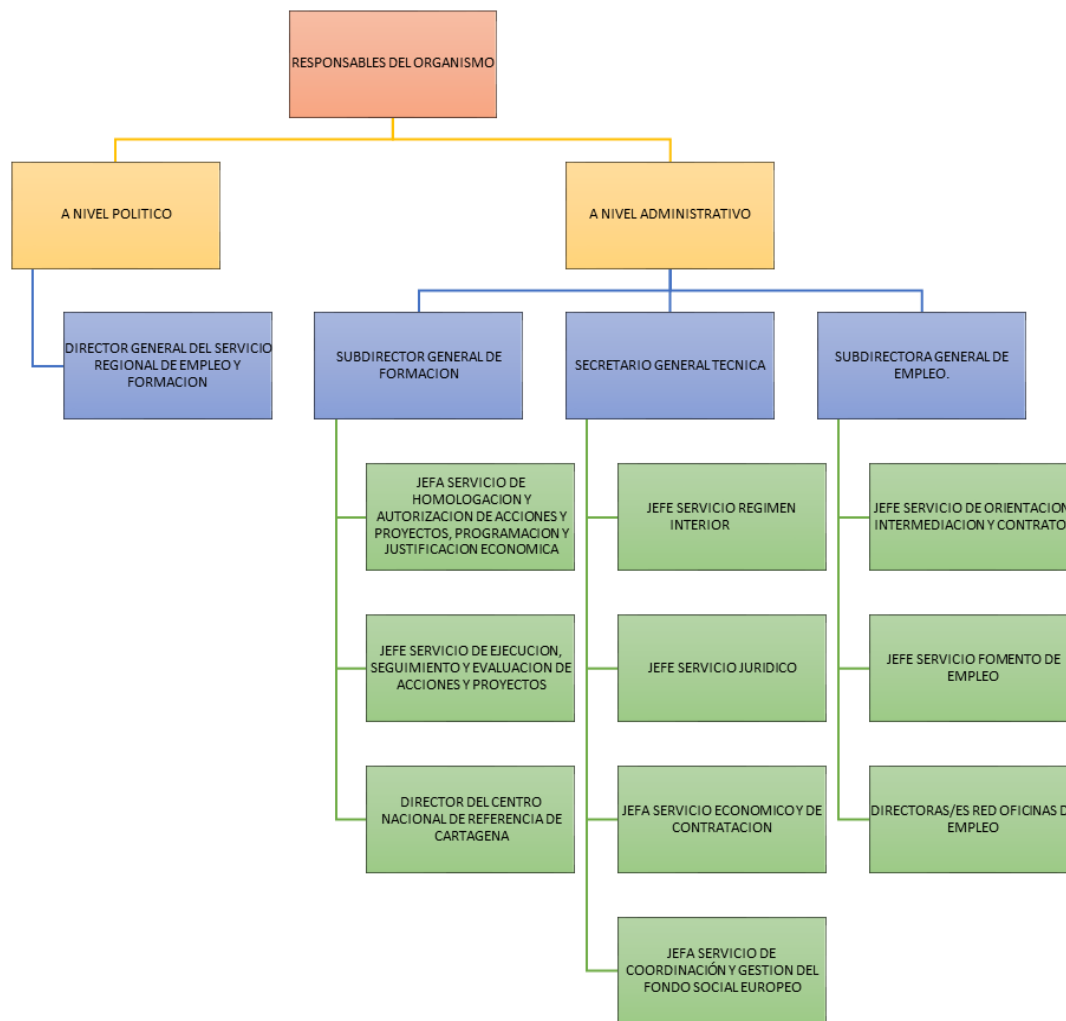 RESPONSABLES DEL ORGANISMO
A NIVEL POLITICO
A NIVEL ADMINISTRATIVO
DIRECTOR GENERAL DEL SERVICIO
REGIONAL DE EMPLEO Y
FORMACION
SUBDIRECTOR GENERAL DE
FORMACION
SECRETARIO GENERAL TECNICA
SUBDIRECTORA GENERAL DE
EMPLEO.
JEFA SERVICIO DE
HOMOLOGACION Y
AUTORIZACION DE ACCIONES Y
PROYECTOS, PROGRAMACION Y
JUSTIFICACION ECONOMICA
JEFE SERVICIO REGIMEN
INTERIOR
JEFE SERVICIO DE ORIENTACION
INTERMEDIACION Y CONTRATO
JEFE SERVICIO DE EJECUCION,
SEGUIMIENTO Y EVALUACION DE
ACCIONES Y PROYECTOS
JEFE SERVICIO JURIDICO
JEFE SERVICIO FOMENTO DE
EMPLEO
DIRECTOR DEL CENTRO
NACIONAL DE REFERENCIA DE
CARTAGENA
JEFA SERVICIO ECONOMICO Y DE
CONTRATACION
DIRECTORAS/ES RED OFICINAS
EMPLEO
JEFA SERVICIO DE
COORDINACIÓN Y GESTION DEL
FONDO SOCIAL EUROPEO